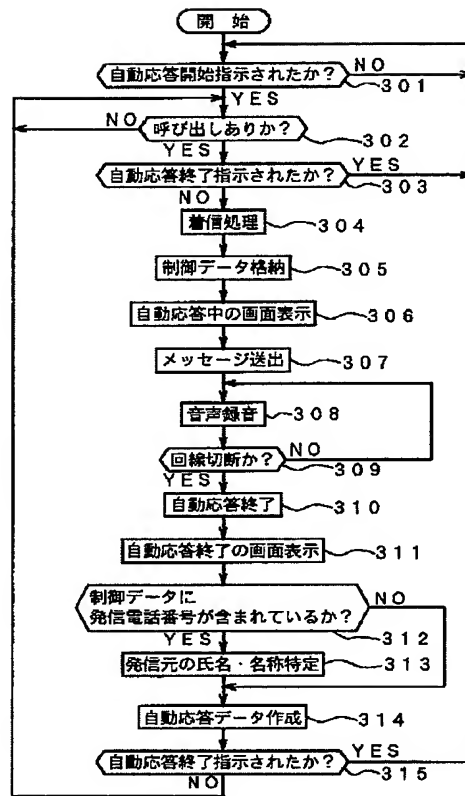 開 始
自動応答開始指示されたか？
NO
301
YES
NO
呼び出しありか？
302
YES
自動応答終了指示されたか？
YES
303
NO
着信処理
304
制御データ格納
305
自動応答中の画面表示
306
メッセージ送出
307
音声録音
308
回線切断か？
NO
309
YES
自動応答終了
310
自動応答終了の画面表示
311
制御データに
発信電話番号が含まれているか？
NO
312
YES
発信元の氏名・名称特定
313
自動応答データ作成
314
自動応答終了指示されたか？
YES
315
NO